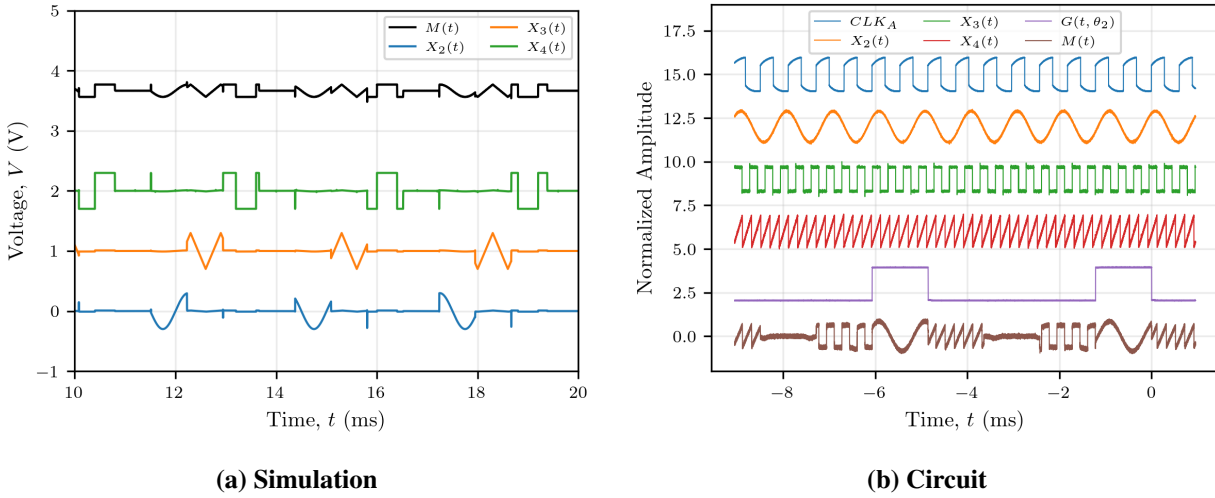 M(t) X₃(t)
X₂(t) X₄(t)
5
4
3
2
1
0
−1
Voltage, V (V)
10 12 14 16 18 20
Time, t (ms)
(a) Simulation
CLK_A X₃(t) G(t, θ₂)
X₂(t) X₄(t) M(t)
17.5
15.0
12.5
10.0
7.5
5.0
2.5
0.0
Normalized Amplitude
−8 −6 −4 −2 0
Time, t (ms)
(b) Circuit